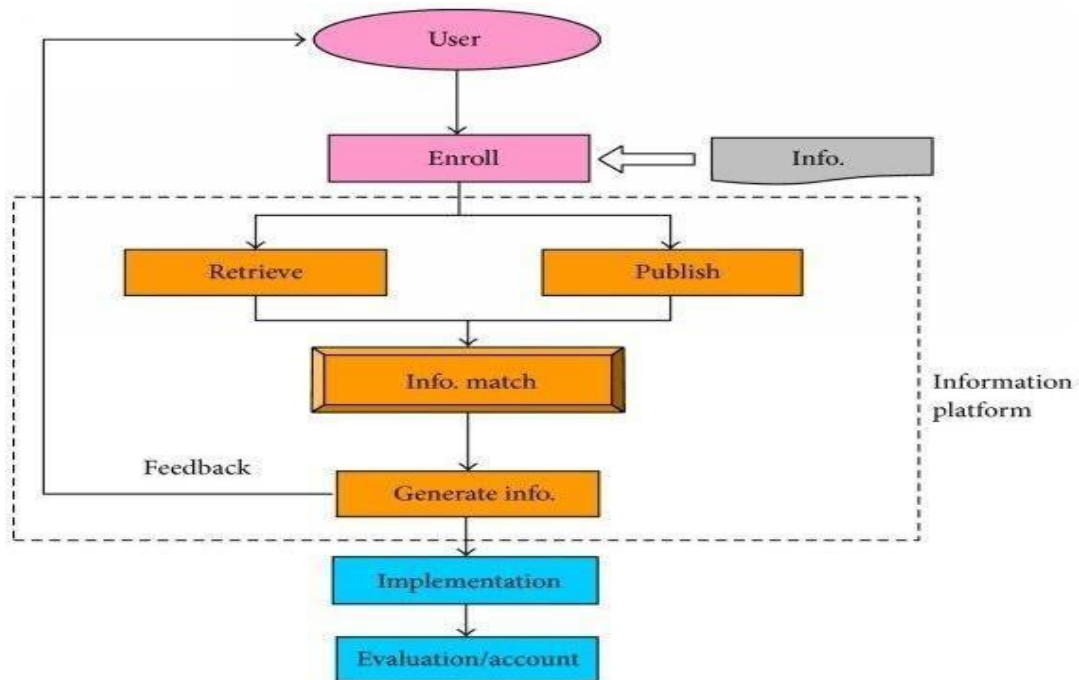 User
Enroll
Info.
Retrieve
Publish
Info. match
Information
platform
Feedback
Generate info.
Implementation
Evaluation/account